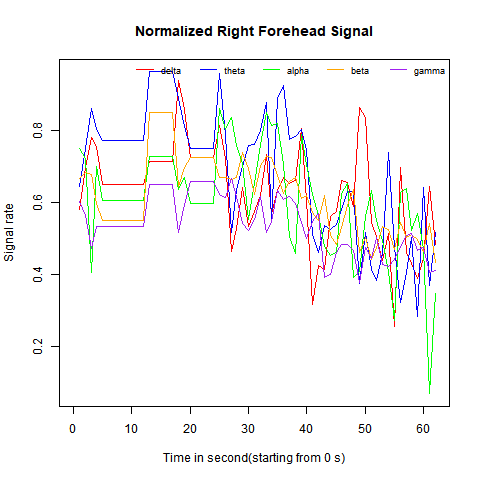 Normalized Right Forehead Signal
delta theta alpha beta gamma
0.8
0.6
0.4
0.2
Signal rate
0 10 20 30 40 50 60
Time in second(starting from 0 s)